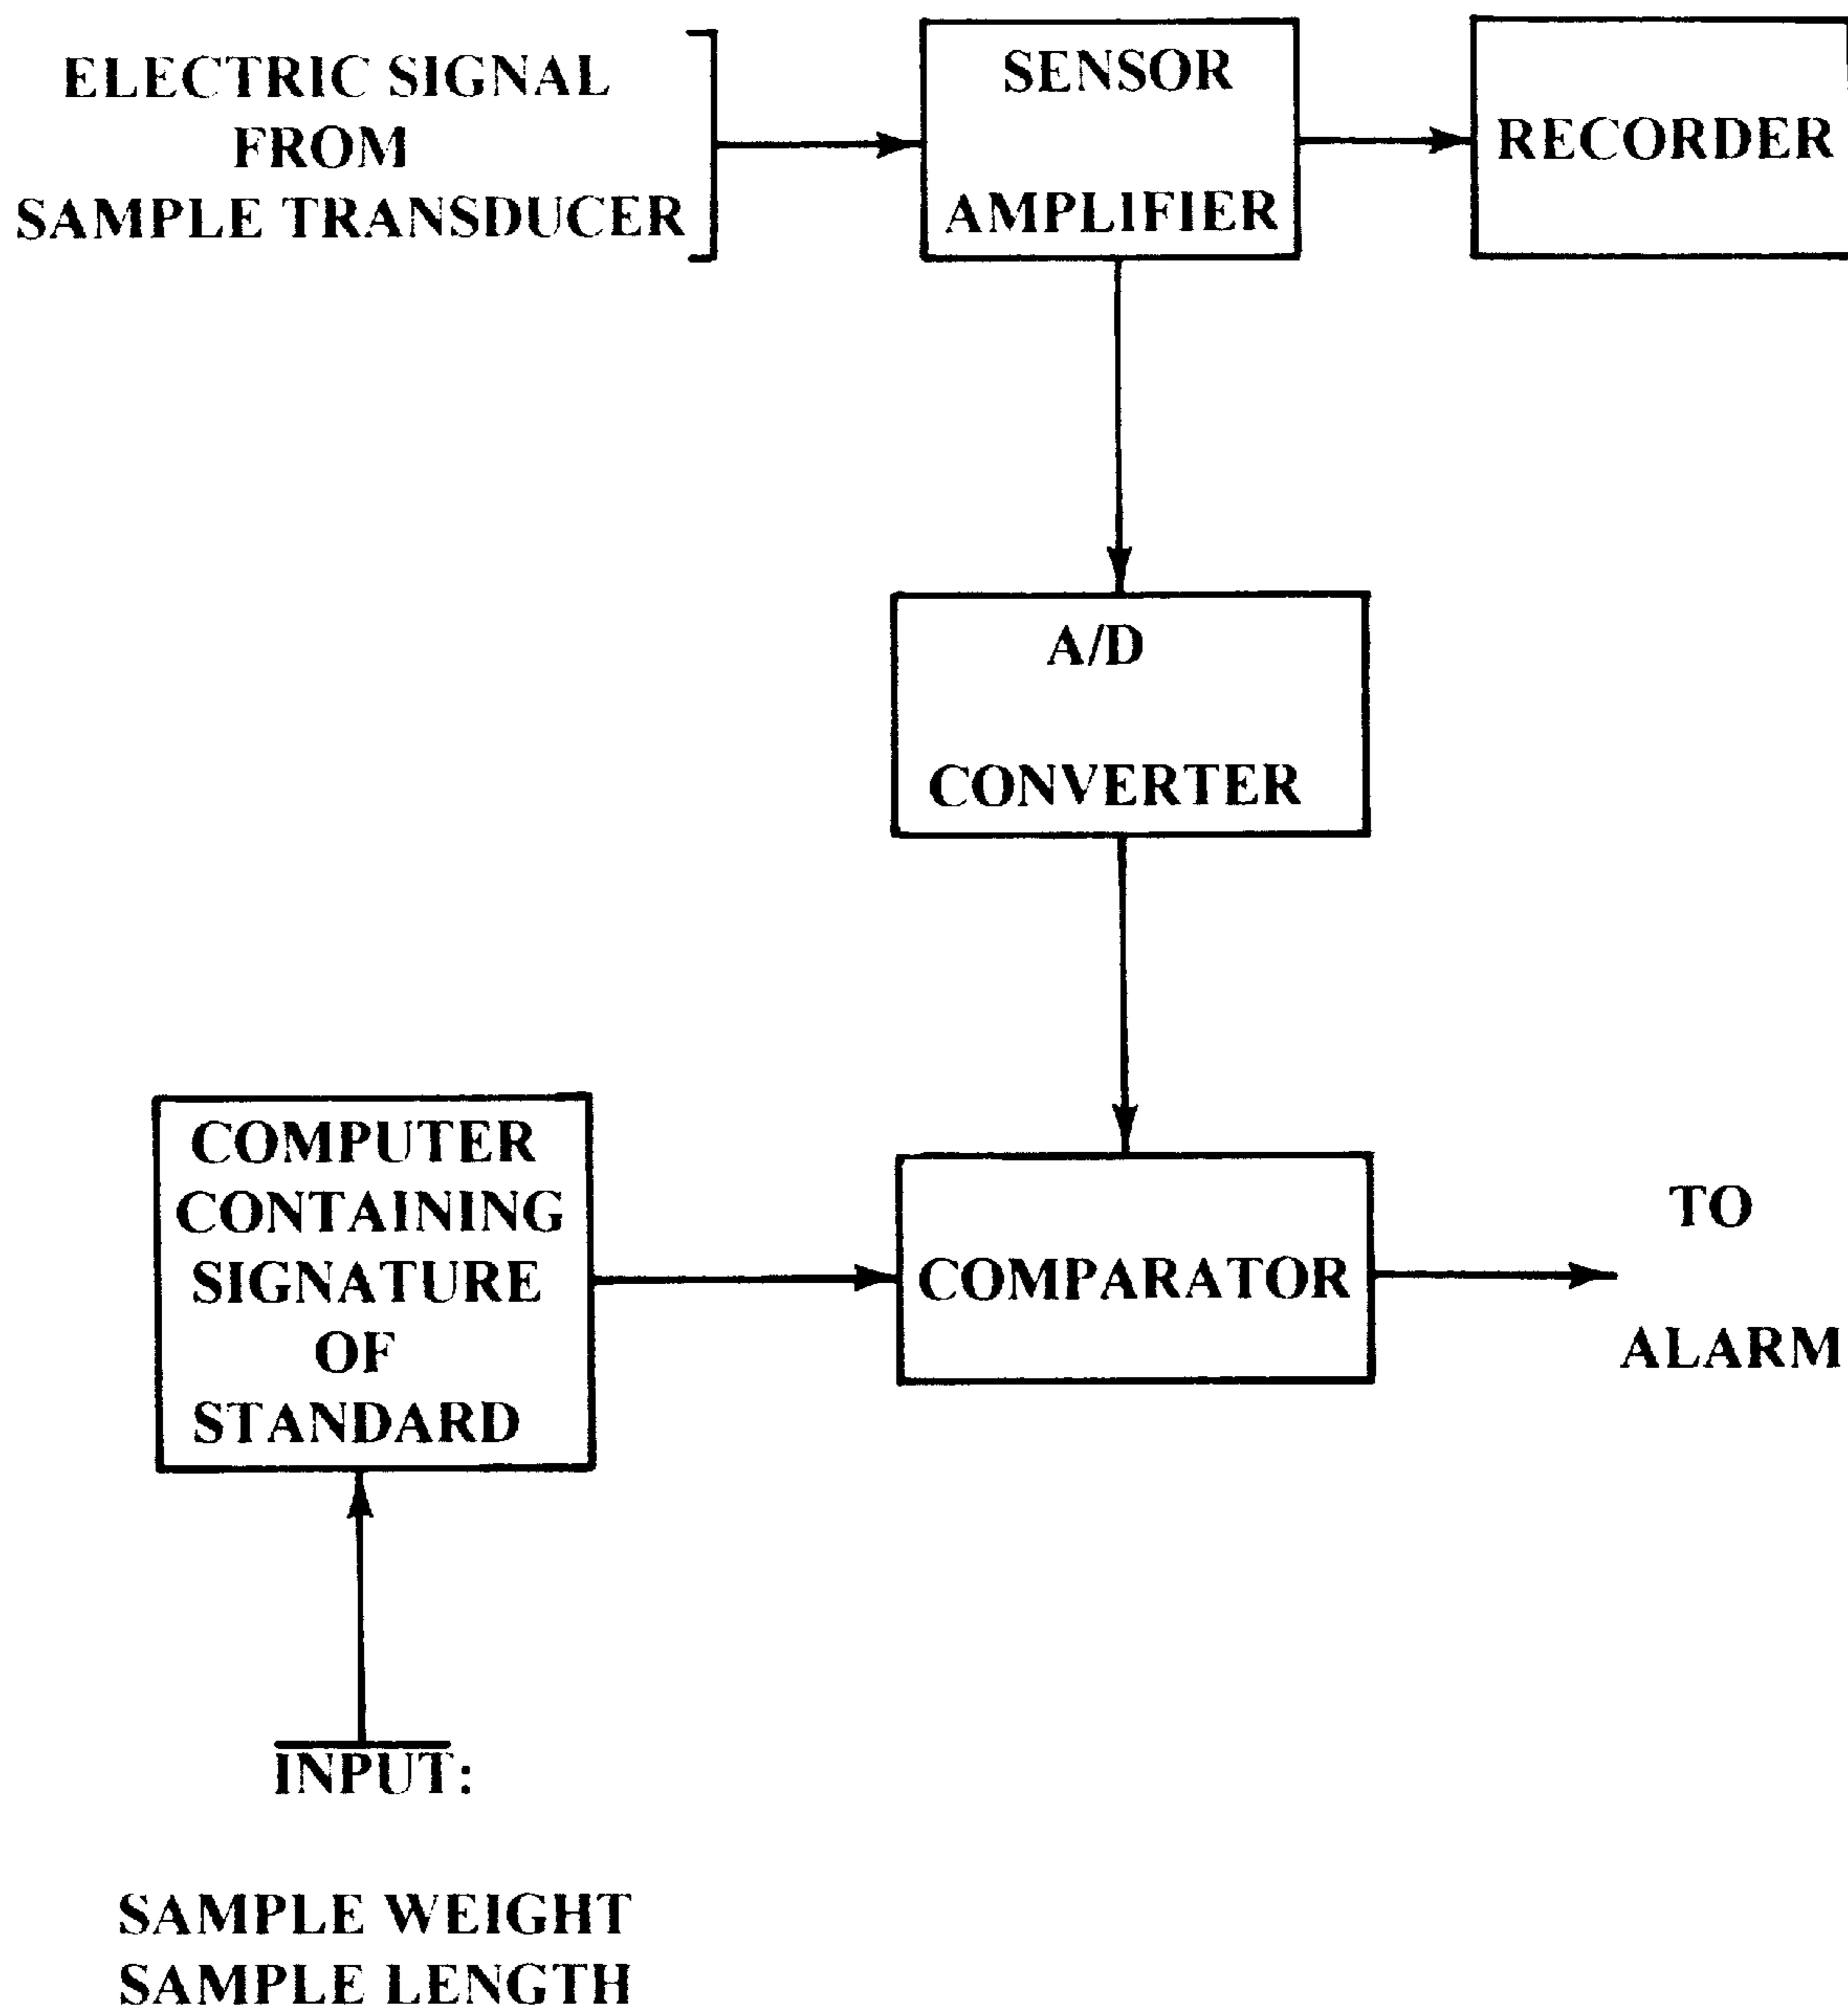 ELECTRIC SIGNAL
FROM
SAMPLE TRANSDUCER
SENSOR
AMPLIFIER
RECORDER
A/D
CONVERTER
COMPUTER
CONTAINING
SIGNATURE
OF
STANDARD
COMPARATOR
TO
ALARM
INPUT:
SAMPLE WEIGHT
SAMPLE LENGTH